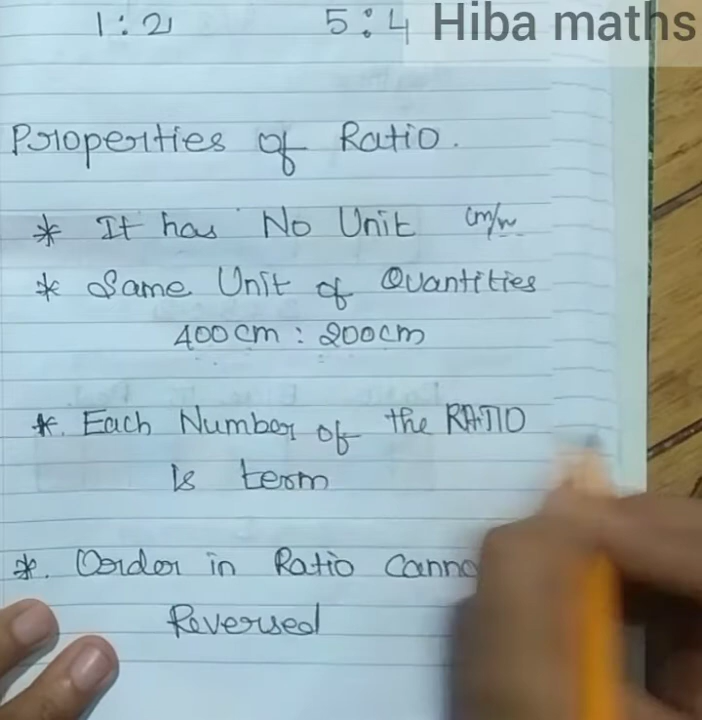 1:2 5:4 Hiba maths
Properties of Ratio.
* It has No Unit cm/m
* Same Unit of Quantities
400cm : 200cm
*. Each Number of the RATIO
is term
*. Order in Ratio
Reversed